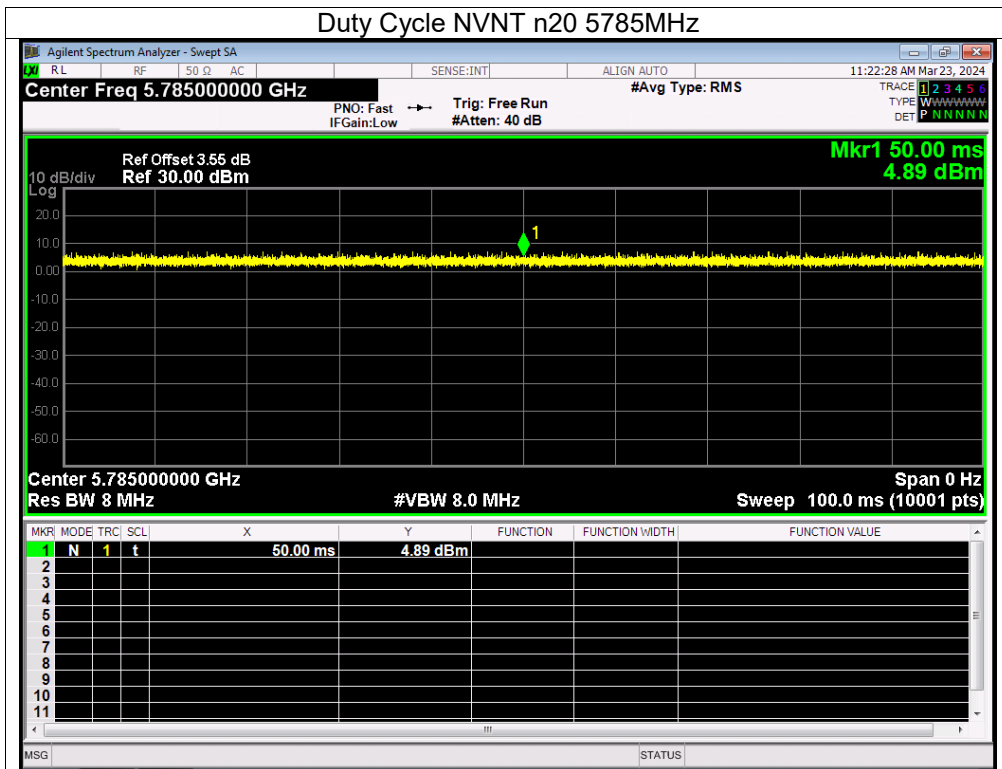 Duty Cycle NVNT n20 5785MHz
Agilent Spectrum Analyzer - Swept SA
LXI RL RF 50 Ω AC SENSE:INT ALIGN AUTO 11:22:28 AM Mar 23, 2024
Center Freq 5.785000000 GHz #Avg Type: RMS TRACE 1 2 3 4 5 6
PNO: Fast Trig: Free Run TYPE WWWWWW
IFGain:Low #Atten: 40 dB DET P N N N N N
Mkr1 50.00 ms
Ref Offset 3.55 dB
10 dB/div Ref 30.00 dBm 4.89 dBm
Log
20.0
1
10.0
0.00
-10.0
-20.0
-30.0
-40.0
-50.0
-60.0
Center 5.785000000 GHz Span 0 Hz
Res BW 8 MHz #VBW 8.0 MHz Sweep 100.0 ms (10001 pts)
MKR MODE TRC SCL X Y FUNCTION FUNCTION WIDTH FUNCTION VALUE
1 N 1 t 50.00 ms 4.89 dBm
2
3
4
5
6
7
8
9
10
11
MSG STATUS